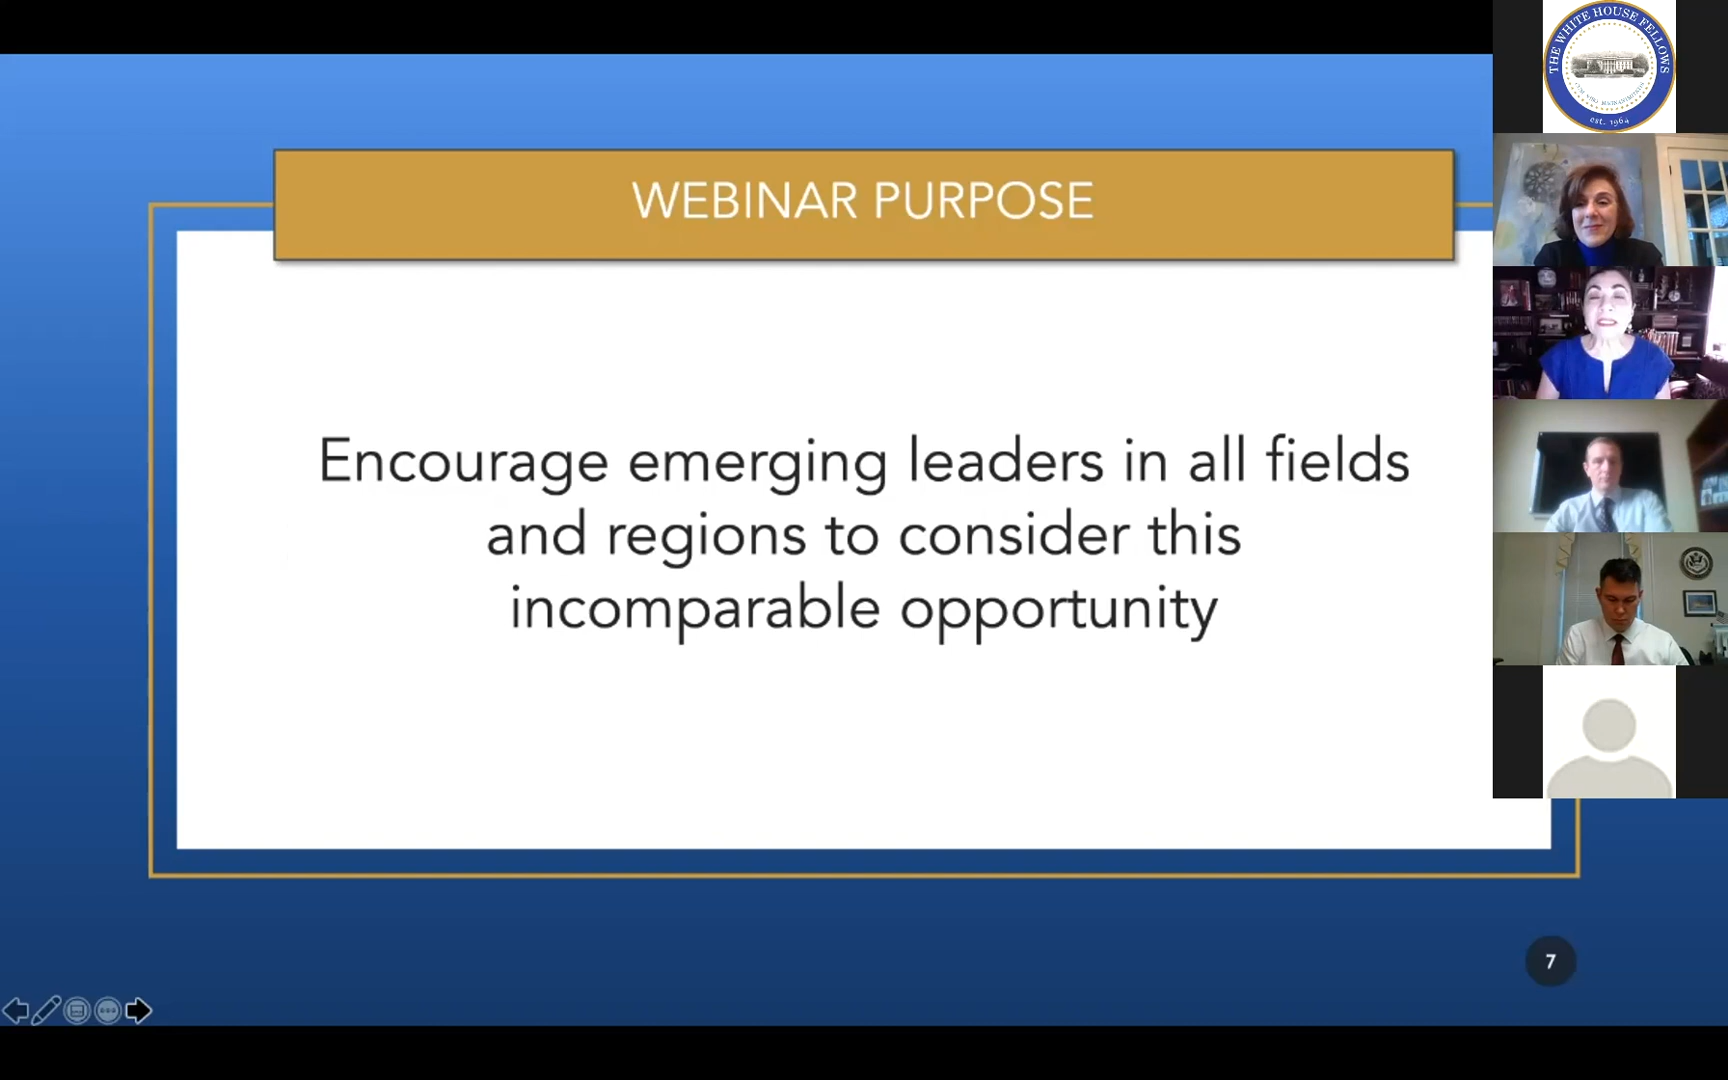 WEBINAR PURPOSE
Encourage emerging leaders in all fields
and regions to consider this
incomparable opportunity
7
THE WHITE HOUSE FELLOWS
est. 1964